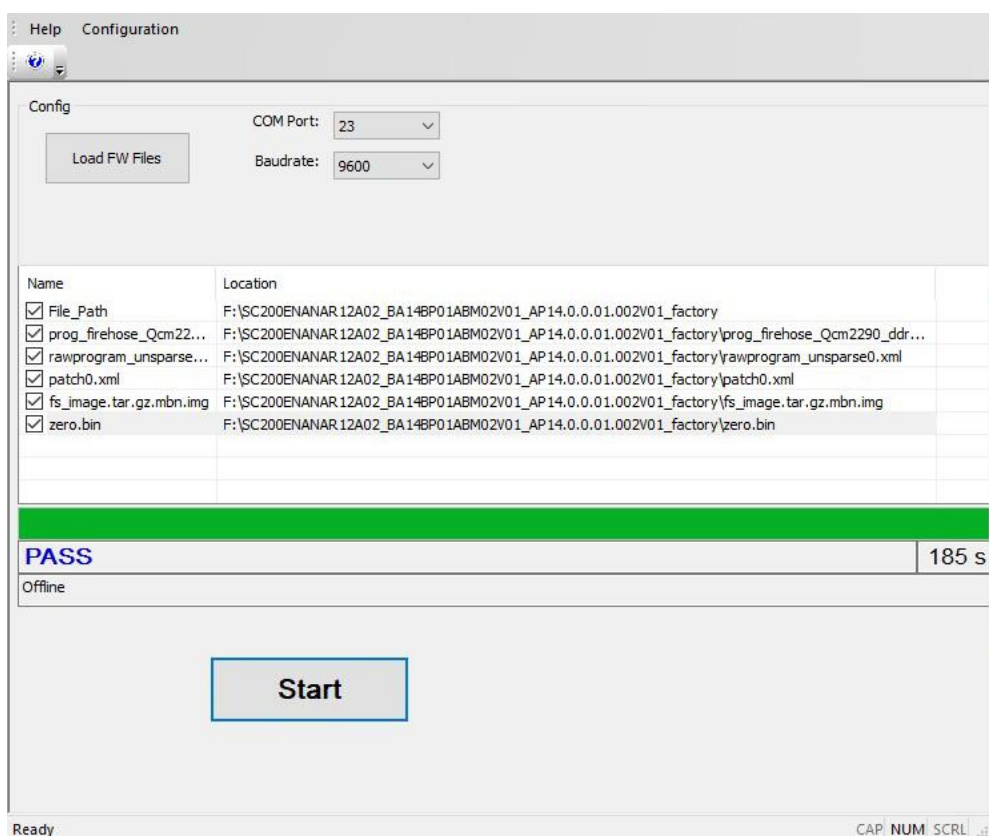 Help Configuration
Config
COM Port: 23
Load FW Files
Baudrate: 9600
Name Location
File_Path F:\SC200ENANAR12A02_BA14BP01ABM02V01_AP14.0.0.01.002V01_factory
prog_firehose_Qcm22... F:\SC200ENANAR12A02_BA14BP01ABM02V01_AP14.0.0.01.002V01_factory\prog_firehose_Qcm2290_ddr...
rawprogram_unsparse... F:\SC200ENANAR12A02_BA14BP01ABM02V01_AP14.0.0.01.002V01_factory\rawprogram_unsparse0.xml
patch0.xml F:\SC200ENANAR12A02_BA14BP01ABM02V01_AP14.0.0.01.002V01_factory\patch0.xml
fs_image.tar.gz.mbn.img F:\SC200ENANAR12A02_BA14BP01ABM02V01_AP14.0.0.01.002V01_factory\fs_image.tar.gz.mbn.img
zero.bin F:\SC200ENANAR12A02_BA14BP01ABM02V01_AP14.0.0.01.002V01_factory\zero.bin
PASS 185 s
Offline
Start
Ready CAP NUM SCRL